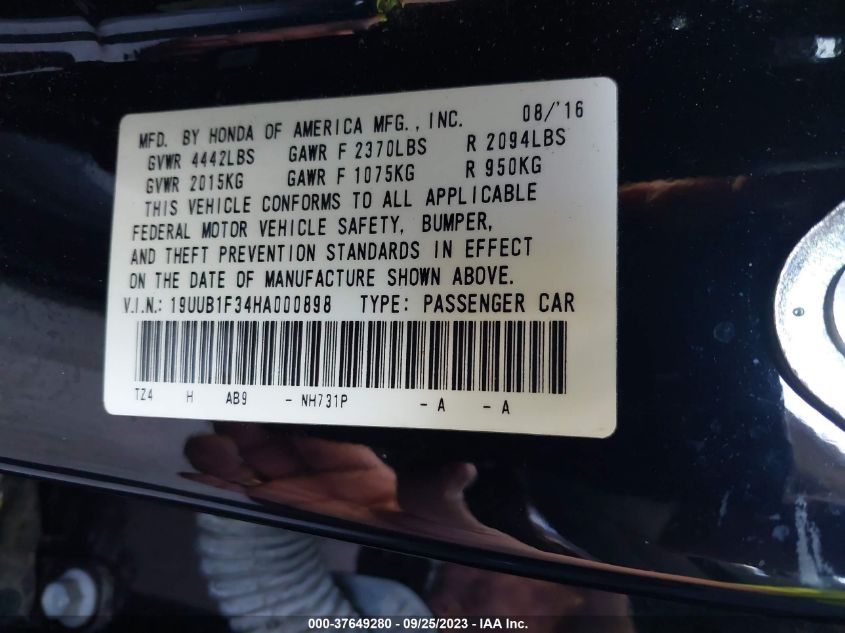 MFD. BY HONDA OF AMERICA MFG., INC. 08/'16
GVWR 4442LBS GAWR F 2370LBS R 2094LBS
GVWR 2015KG GAWR F 1075KG R 950KG
THIS VEHICLE CONFORMS TO ALL APPLICABLE
FEDERAL MOTOR VEHICLE SAFETY, BUMPER,
AND THEFT PREVENTION STANDARDS IN EFFECT
ON THE DATE OF MANUFACTURE SHOWN ABOVE.
V.I.N.: 19UUB1F34HA000898 TYPE: PASSENGER CAR
TZ4 H AB9 - NH731P - A - A
000-37649280 - 09/25/2023 - IAA Inc.